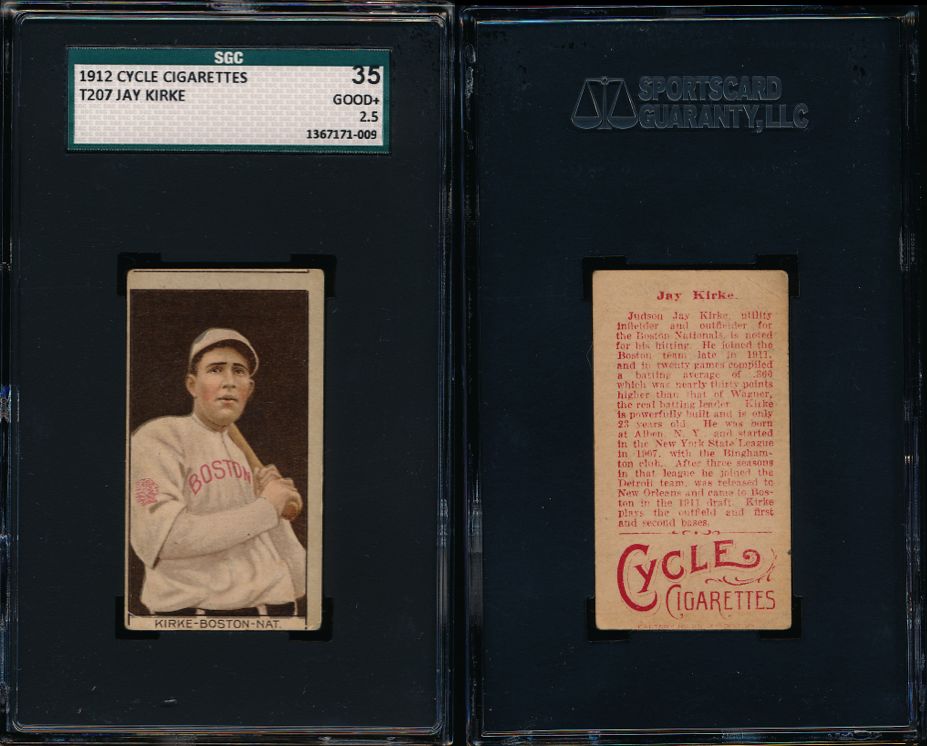 SGC
1912 CYCLE CIGARETTES
T207 JAY KIRKE
35
GOOD+
2.5
1367171-009
BOSTON
KIRKE-BOSTON-NAT.
SPORTSCARD
GUARANTY, LLC
Jay Kirke.
Judson Jay Kirke, utility
infielder and outfielder for
the Boston Nationals, is noted
for his hitting. He joined the
Boston team late in 1911,
and in twenty games compiled
a batting average of .360
which was nearly thirty points
higher than that of Wagner,
the real batting leader. Kirke
is powerfully built and is only
23 years old. He was born
at Alben, N. Y., and started
in the New York State League
in 1907, with the Bingham-
ton club. After three seasons
in that league he joined the
Detroit team, was released to
New Orleans and came to Bos-
ton in the 1911 draft. Kirke
plays the outfield and first
and second bases.
CYCLE
CIGARETTES